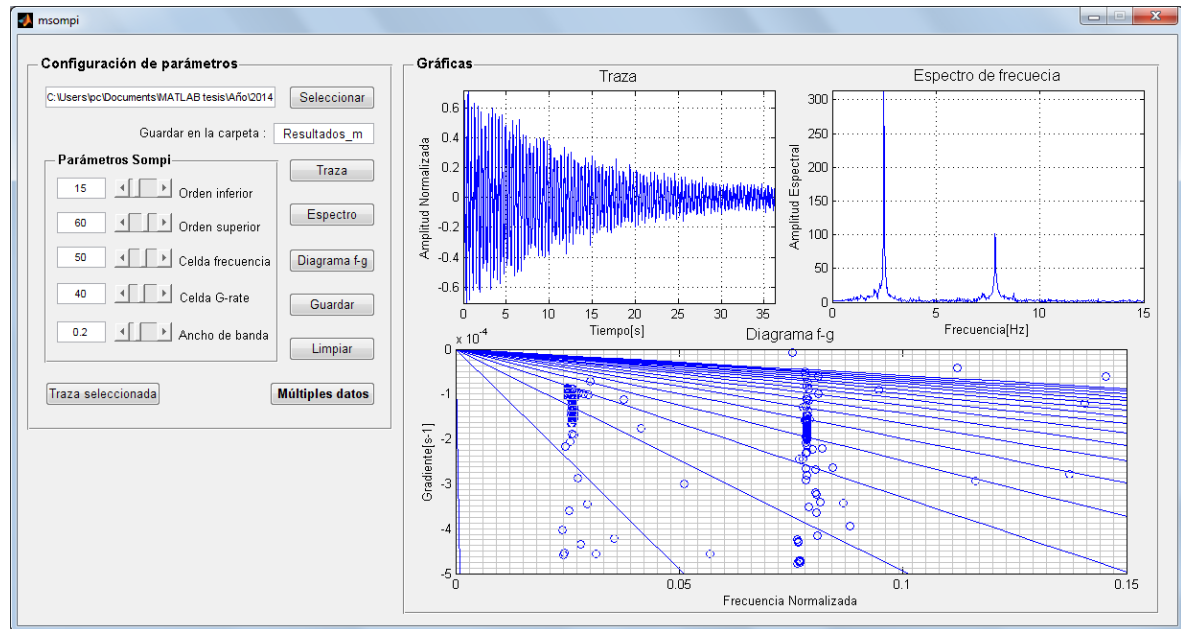 msompi
Configuración de parámetros
C:\Users\pc\Documents\MATLAB tesis\Año\2014
Seleccionar
Guardar en la carpeta :
Resultados_m
Parámetros Sompi
15
Orden inferior
60
Orden superior
50
Celda frecuencia
40
Celda G-rate
0.2
Ancho de banda
Traza
Espectro
Diagrama f-g
Guardar
Limpiar
Traza seleccionada
Múltiples datos
Gráficas
Traza
Amplitud Normalizada
0.6
0.4
0.2
0
-0.2
-0.4
-0.6
0 5 10 15 20 25 30 35
Tiempo[s]
Espectro de frecuecia
Amplitud Espectral
300
250
200
150
100
50
0
0 5 10 15
Frecuencia[Hz]
Diagrama f-g
x 10-4
Gradiente[s-1]
0
-1
-2
-3
-4
-5
0 0.05 0.1 0.15
Frecuencia Normalizada